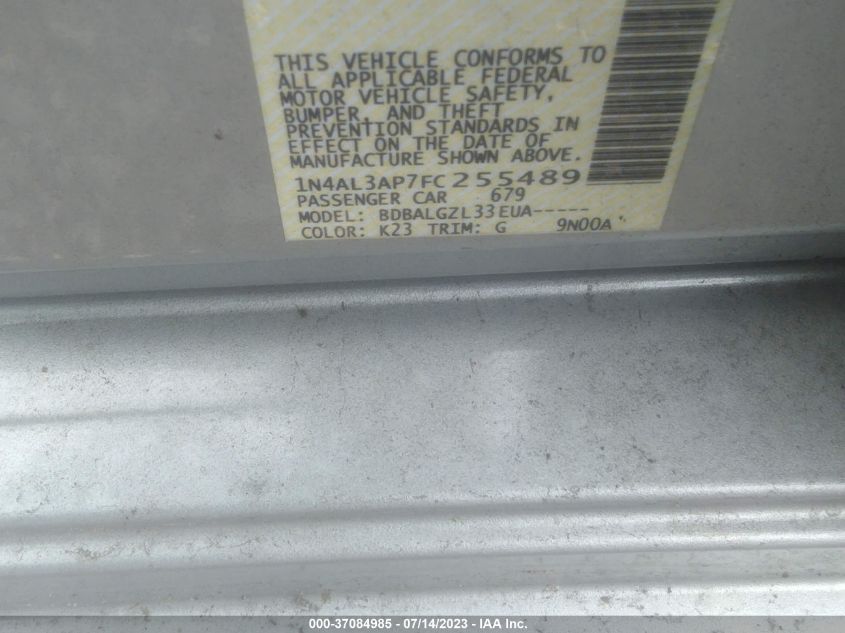 THIS VEHICLE CONFORMS TO
ALL APPLICABLE FEDERAL
MOTOR VEHICLE SAFETY,
BUMPER, AND THEFT
PREVENTION STANDARDS IN
EFFECT ON THE DATE OF
MANUFACTURE SHOWN ABOVE.
1N4AL3AP7FC255489
PASSENGER CAR 679
MODEL: BDBALGZL33EUA-----
COLOR: K23 TRIM: G 9N00A
000-37084985 - 07/14/2023 - IAA Inc.